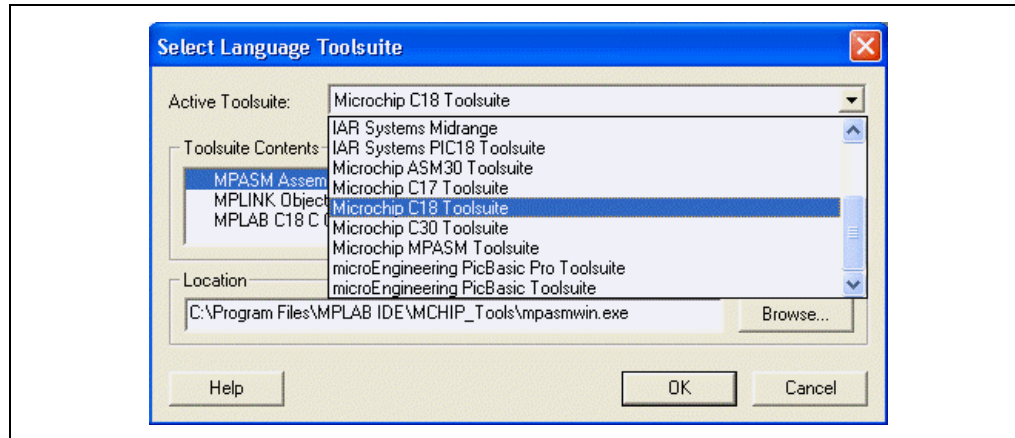 Select Language Toolsuite
Active Toolsuite: Microchip C18 Toolsuite
IAR Systems Midrange
Toolsuite Contents IAR Systems PIC18 Toolsuite
Microchip ASM30 Toolsuite
MPASM Assem Microchip C17 Toolsuite
MPLINK Object Microchip C18 Toolsuite
MPLAB C18 C Microchip C30 Toolsuite
Microchip MPASM Toolsuite
microEngineering PicBasic Pro Toolsuite
Location microEngineering PicBasic Toolsuite
C:\Program Files\MPLAB IDE\MCHIP_Tools\mpasmwin.exe Browse...
Help OK Cancel